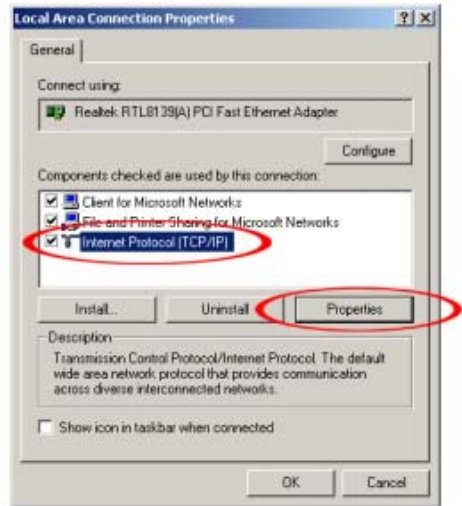 Local Area Connection Properties
General
Connect using:
Realtek RTL8139(A) PCI Fast Ethernet Adapter
Configure
Components checked are used by this connection:
Client for Microsoft Networks
File and Printer Sharing for Microsoft Networks
Internet Protocol (TCP/IP)
Install...
Uninstall
Properties
Description
Transmission Control Protocol/Internet Protocol. The default
wide area network protocol that provides communication
across diverse interconnected networks.
Show icon in taskbar when connected
OK
Cancel